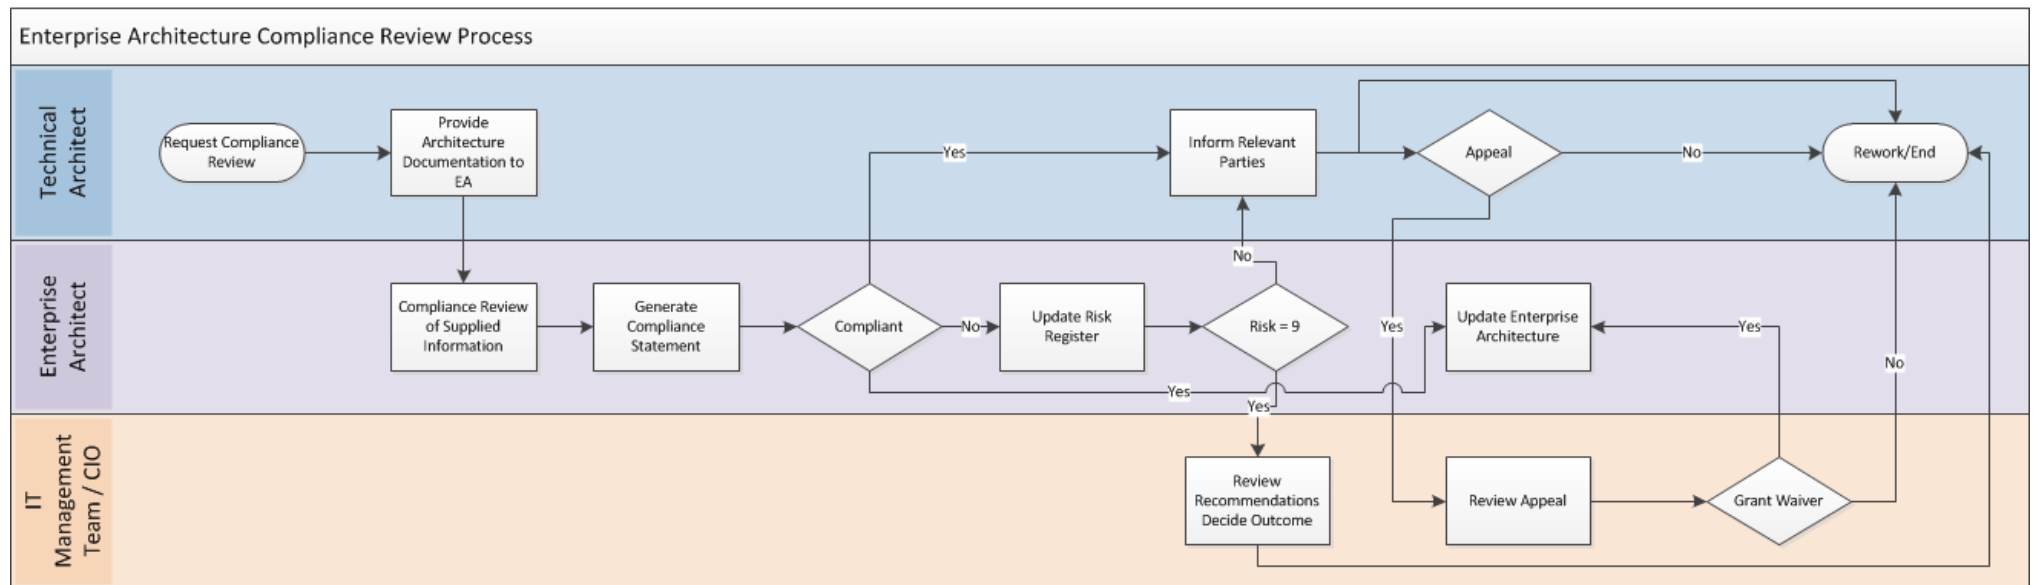 Enterprise Architecture Compliance Review Process
Technical
Architect
Request Compliance
Review
Provide
Architecture
Documentation to
EA
Yes
Inform Relevant
Parties
Appeal
No
Rework/End
Enterprise
Architect
Compliance Review
of Supplied
Information
Generate
Compliance
Statement
Compliant
No
Update Risk
Register
No
Risk = 9
Yes
Update Enterprise
Architecture
Yes
No
Yes
Yes
IT
Management
Team / CIO
Review
Recommendations
Decide Outcome
Review Appeal
Grant Waiver